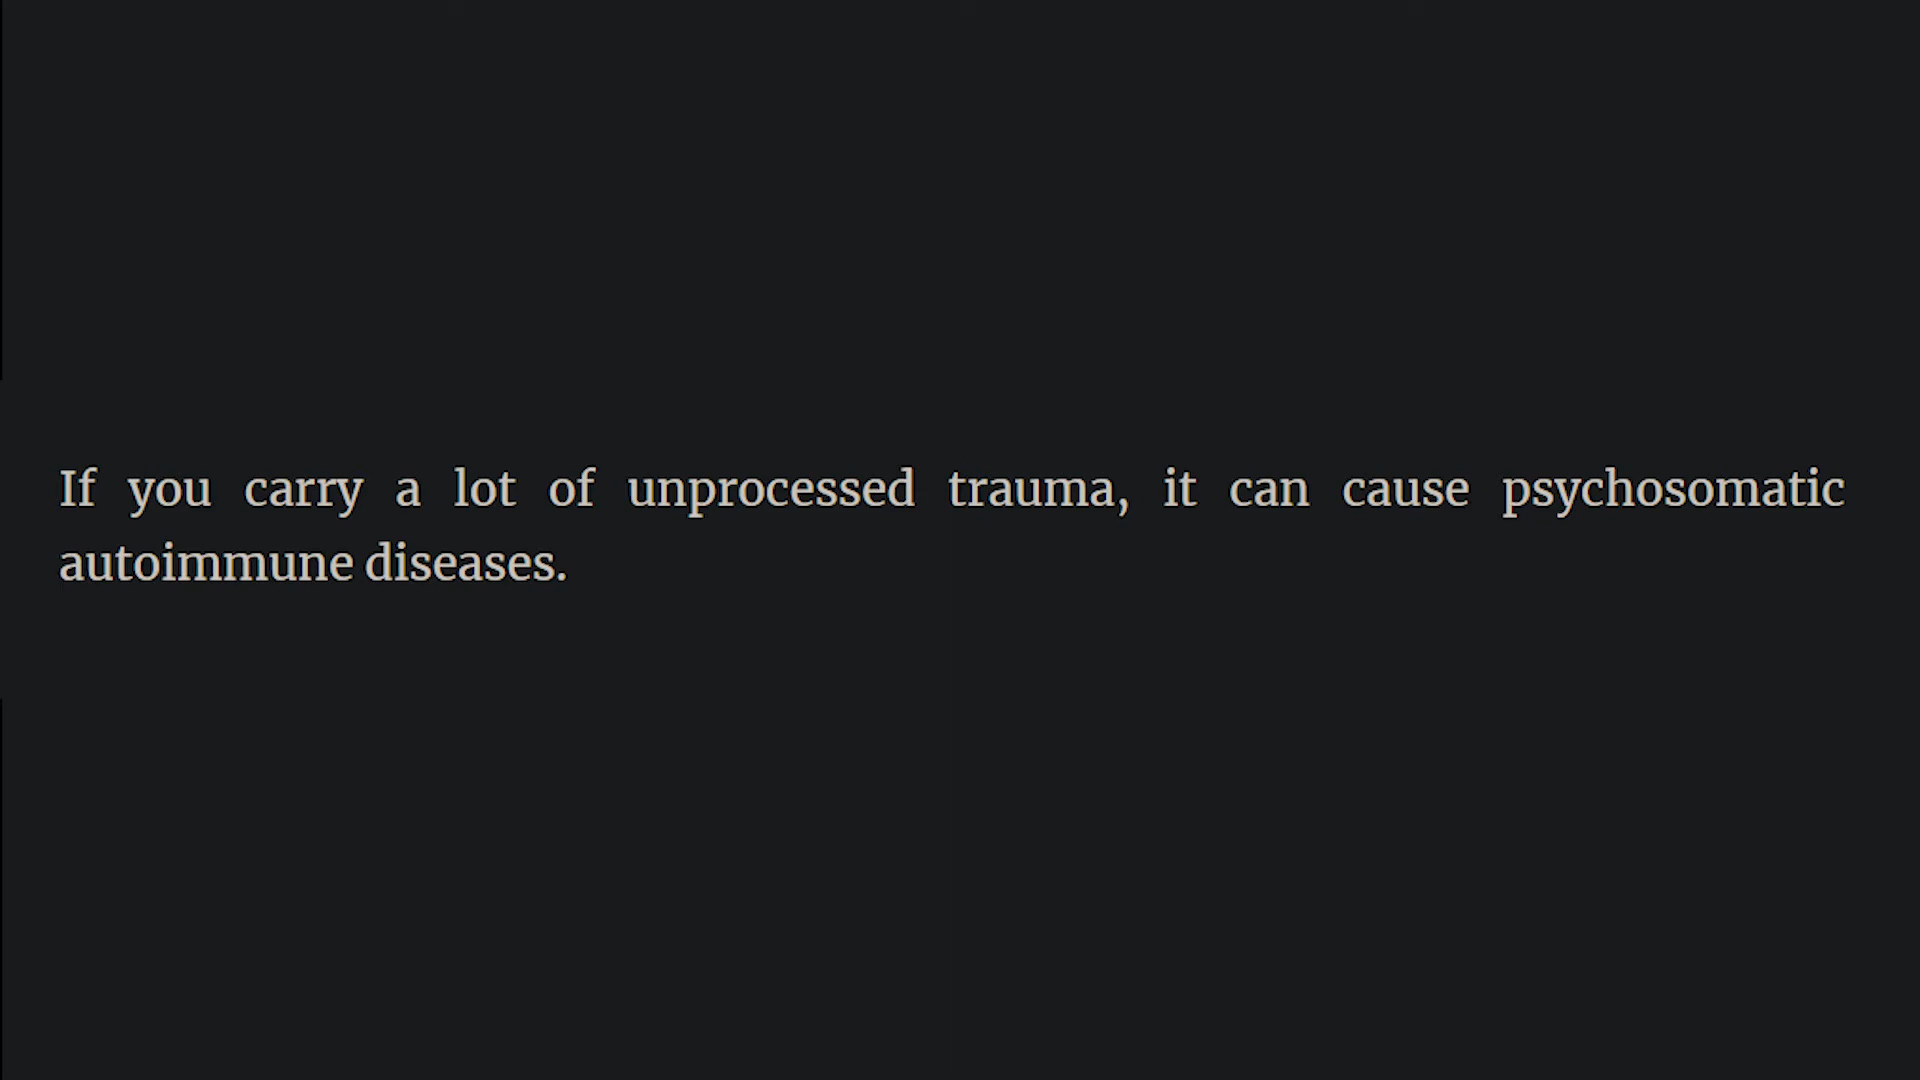 If you carry a lot of unprocessed trauma, it can cause psychosomatic
autoimmune diseases.